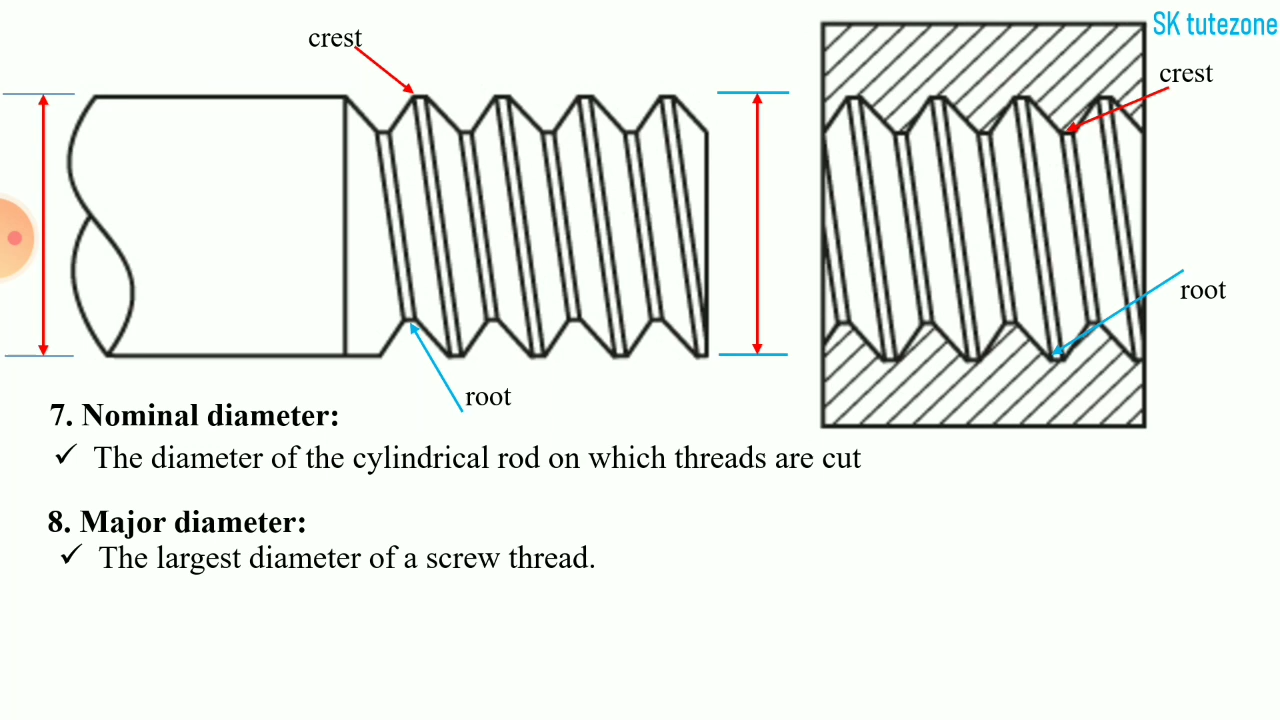 SK tutezone
crest
crest
root
root
7. Nominal diameter:
✓ The diameter of the cylindrical rod on which threads are cut
8. Major diameter:
✓ The largest diameter of a screw thread.